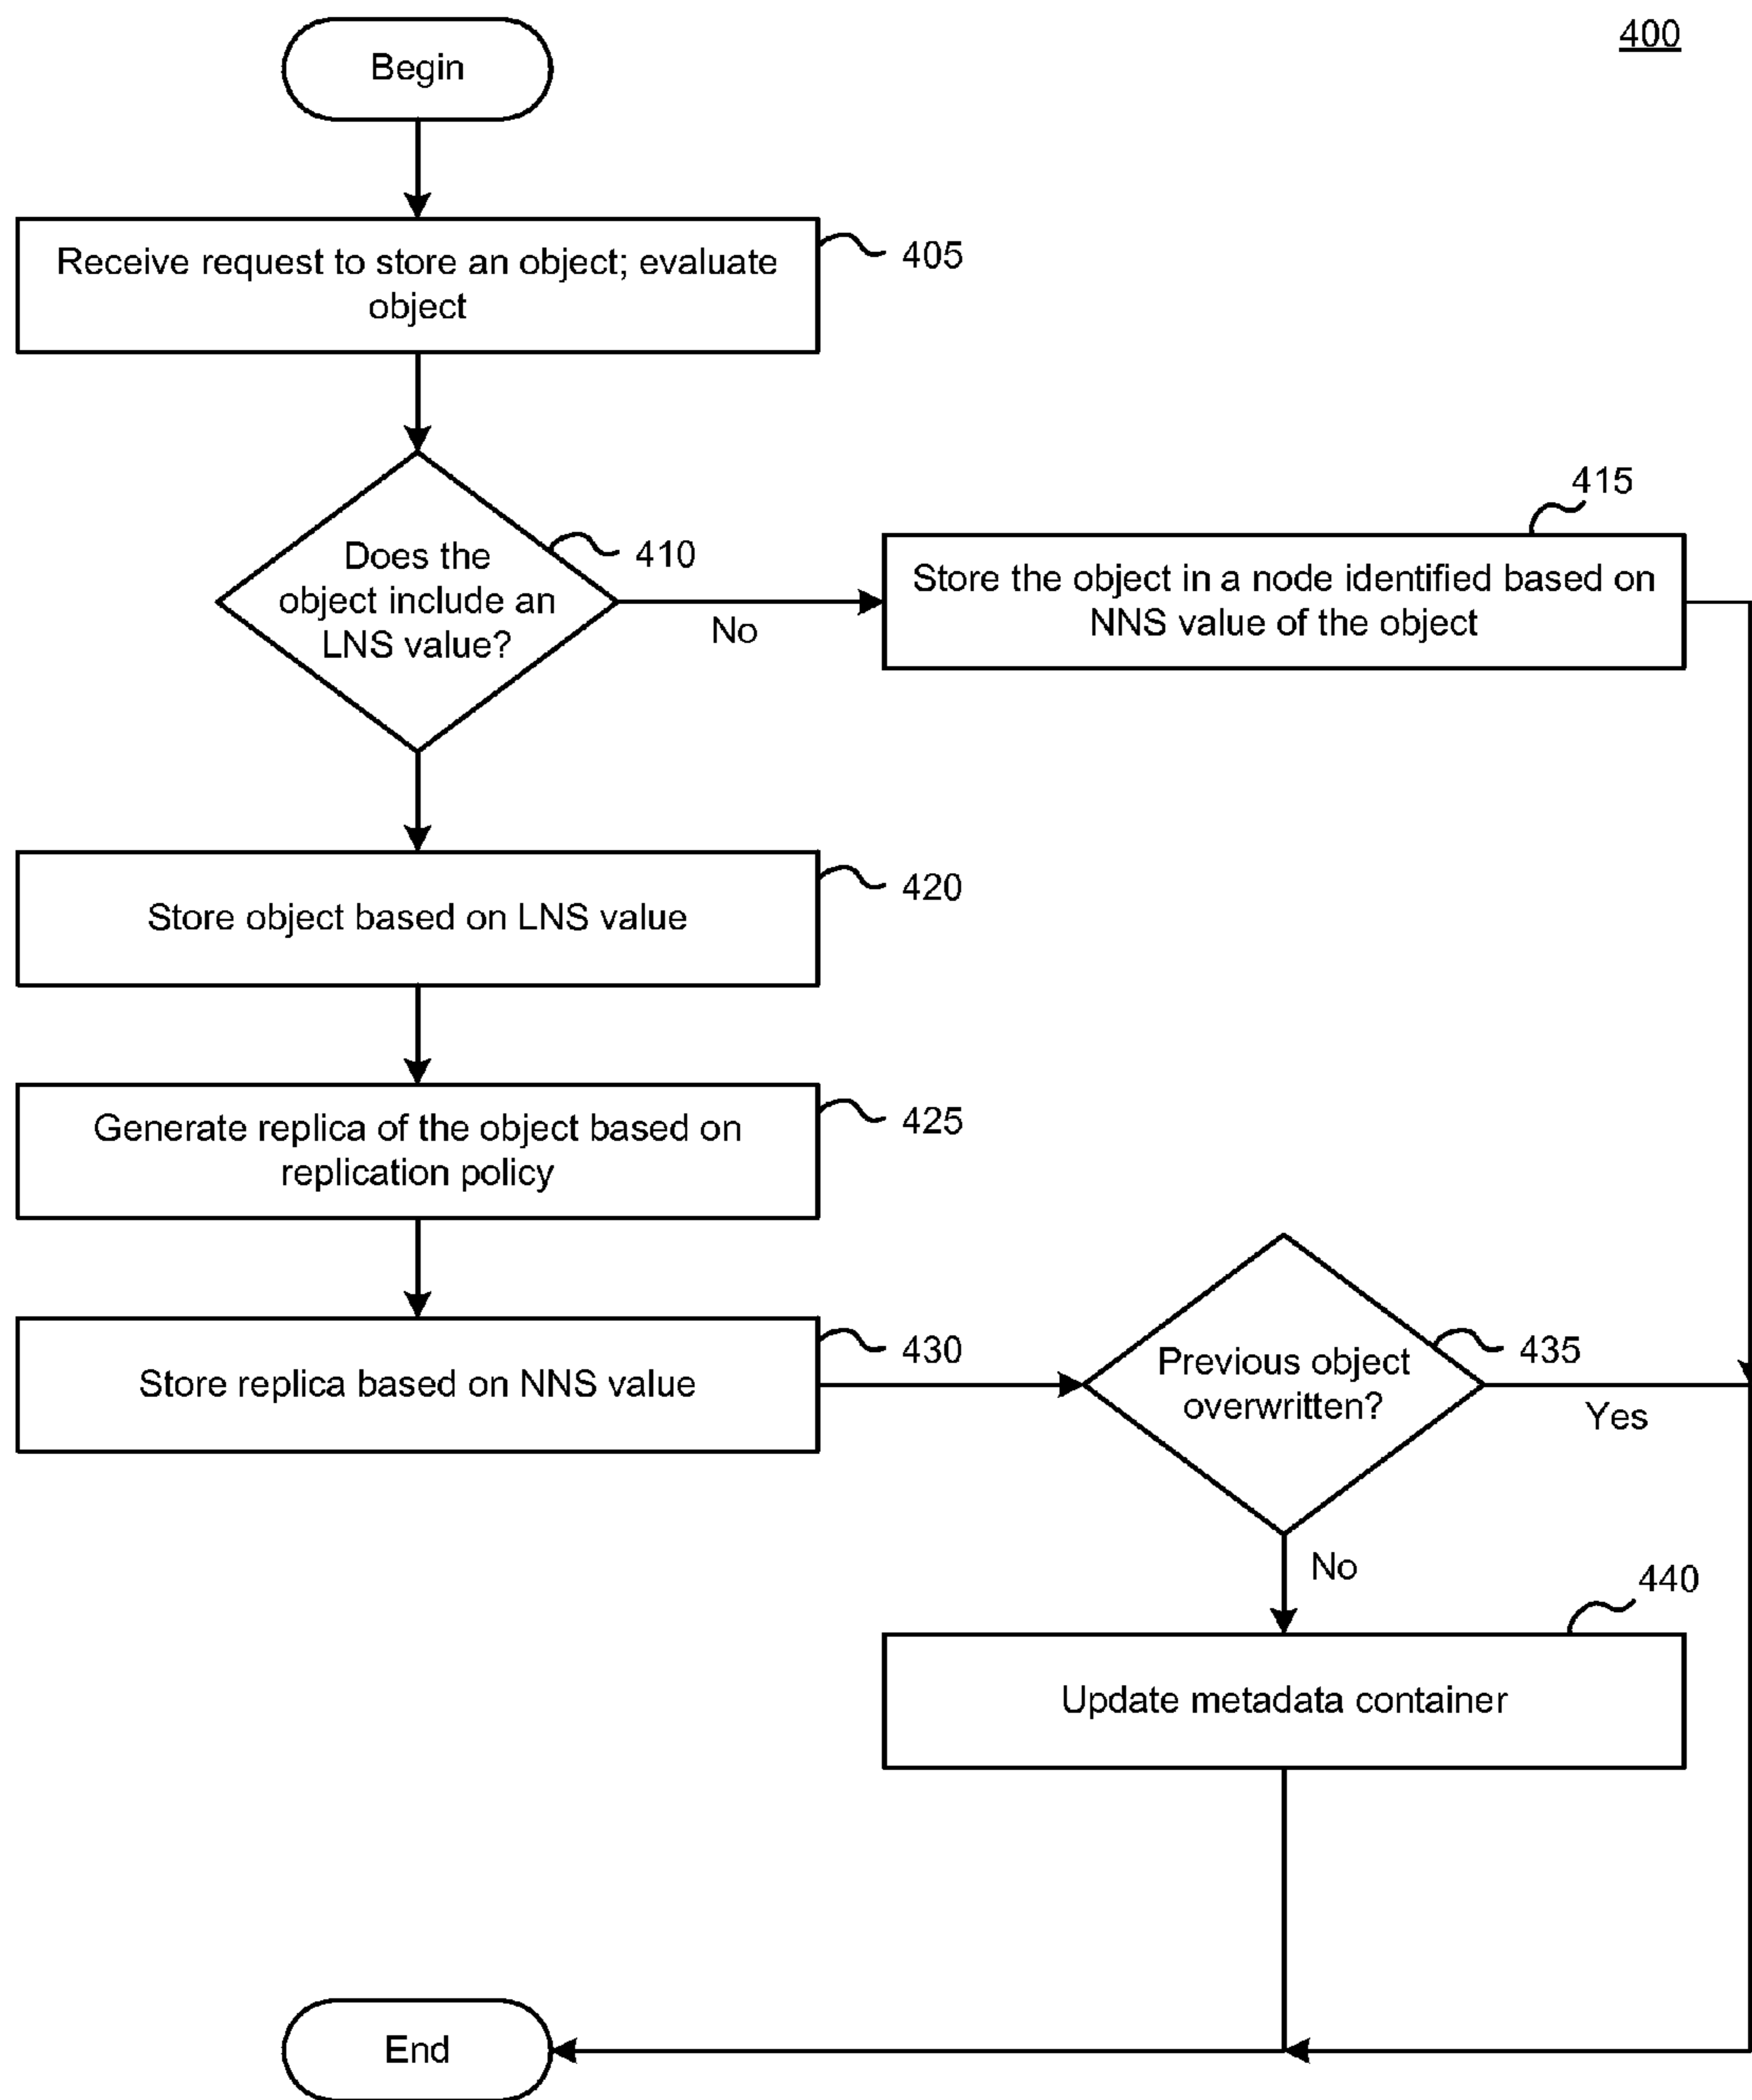 400
Begin
Receive request to store an object; evaluate
object
405
Does the
object include an
LNS value?
410
No
415
Store the object in a node identified based on
NNS value of the object
Store object based on LNS value
420
Generate replica of the object based on
replication policy
425
Store replica based on NNS value
430
Previous object
overwritten?
435
Yes
No
440
Update metadata container
End